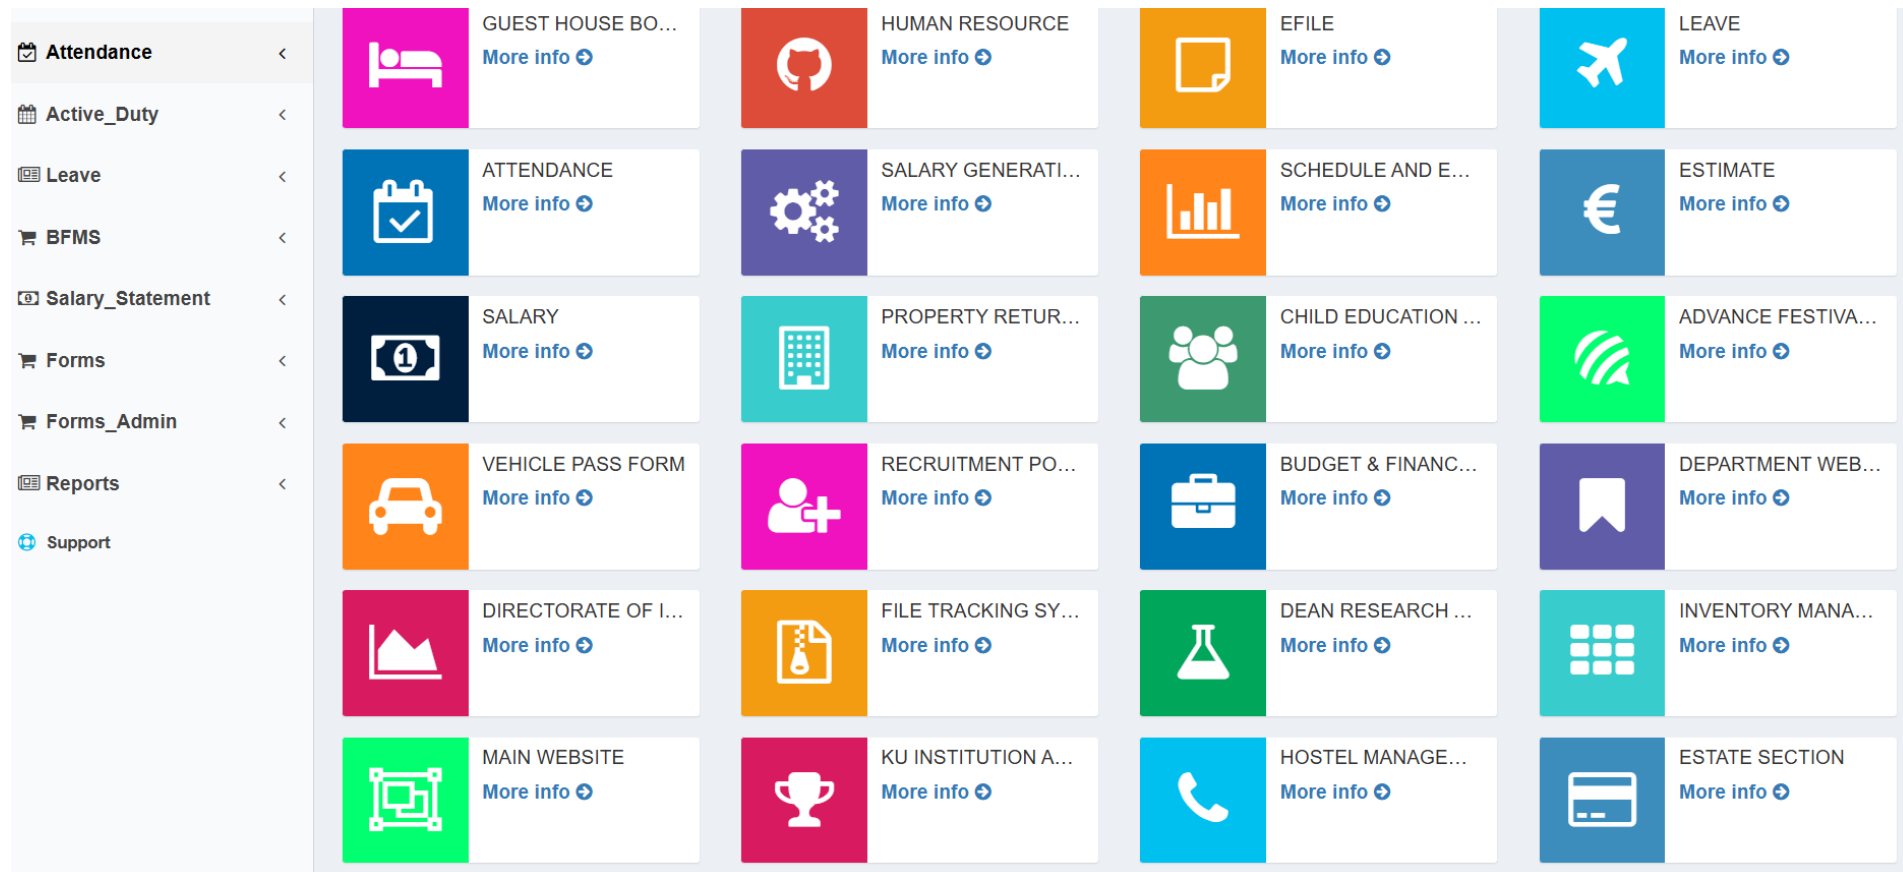 Attendance
Active_Duty
Leave
BFMS
Salary_Statement
Forms
Forms_Admin
Reports
Support
GUEST HOUSE BO...
More info
HUMAN RESOURCE
More info
EFILE
More info
LEAVE
More info
ATTENDANCE
More info
SALARY GENERATI...
More info
SCHEDULE AND E...
More info
ESTIMATE
More info
SALARY
More info
PROPERTY RETUR...
More info
CHILD EDUCATION ...
More info
ADVANCE FESTIVA...
More info
VEHICLE PASS FORM
More info
RECRUITMENT PO...
More info
BUDGET & FINANC...
More info
DEPARTMENT WEB...
More info
DIRECTORATE OF I...
More info
FILE TRACKING SY...
More info
DEAN RESEARCH ...
More info
INVENTORY MANA...
More info
MAIN WEBSITE
More info
KU INSTITUTION A...
More info
HOSTEL MANAGE...
More info
ESTATE SECTION
More info